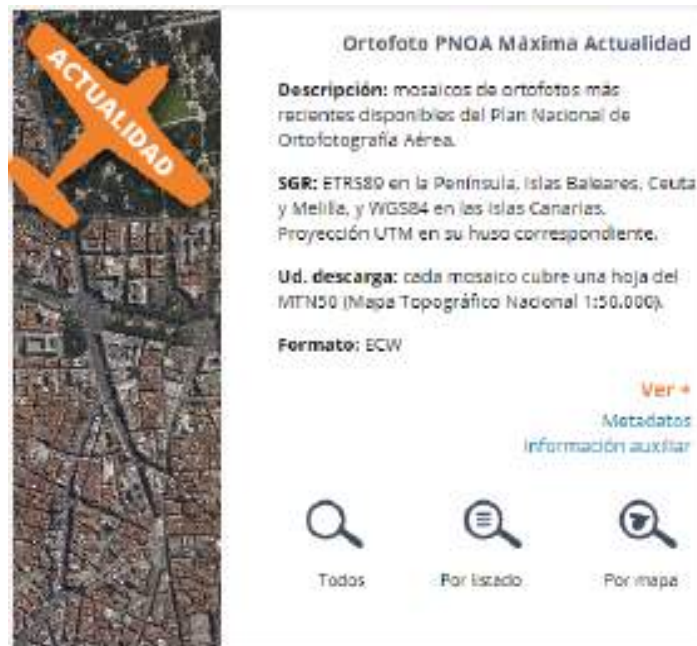 ACTUALIDAD
Ortofoto PNOA Máxima Actualidad
Descripción: mosaicos de ortofotos más
recientes disponibles del Plan Nacional de
Ortofotografía Aérea.
SGR: ETRS89 en la Península, Islas Baleares, Ceuta
y Melilla, y WGS84 en las Islas Canarias.
Proyección UTM en su huso correspondiente.
Ud. descarga: cada mosaico cubre una hoja del
MTN50 (Mapa Topográfico Nacional 1:50.000).
Formato: ECW
Ver +
Metadatos
Información auxiliar
Todos
Por listado
Por mapa